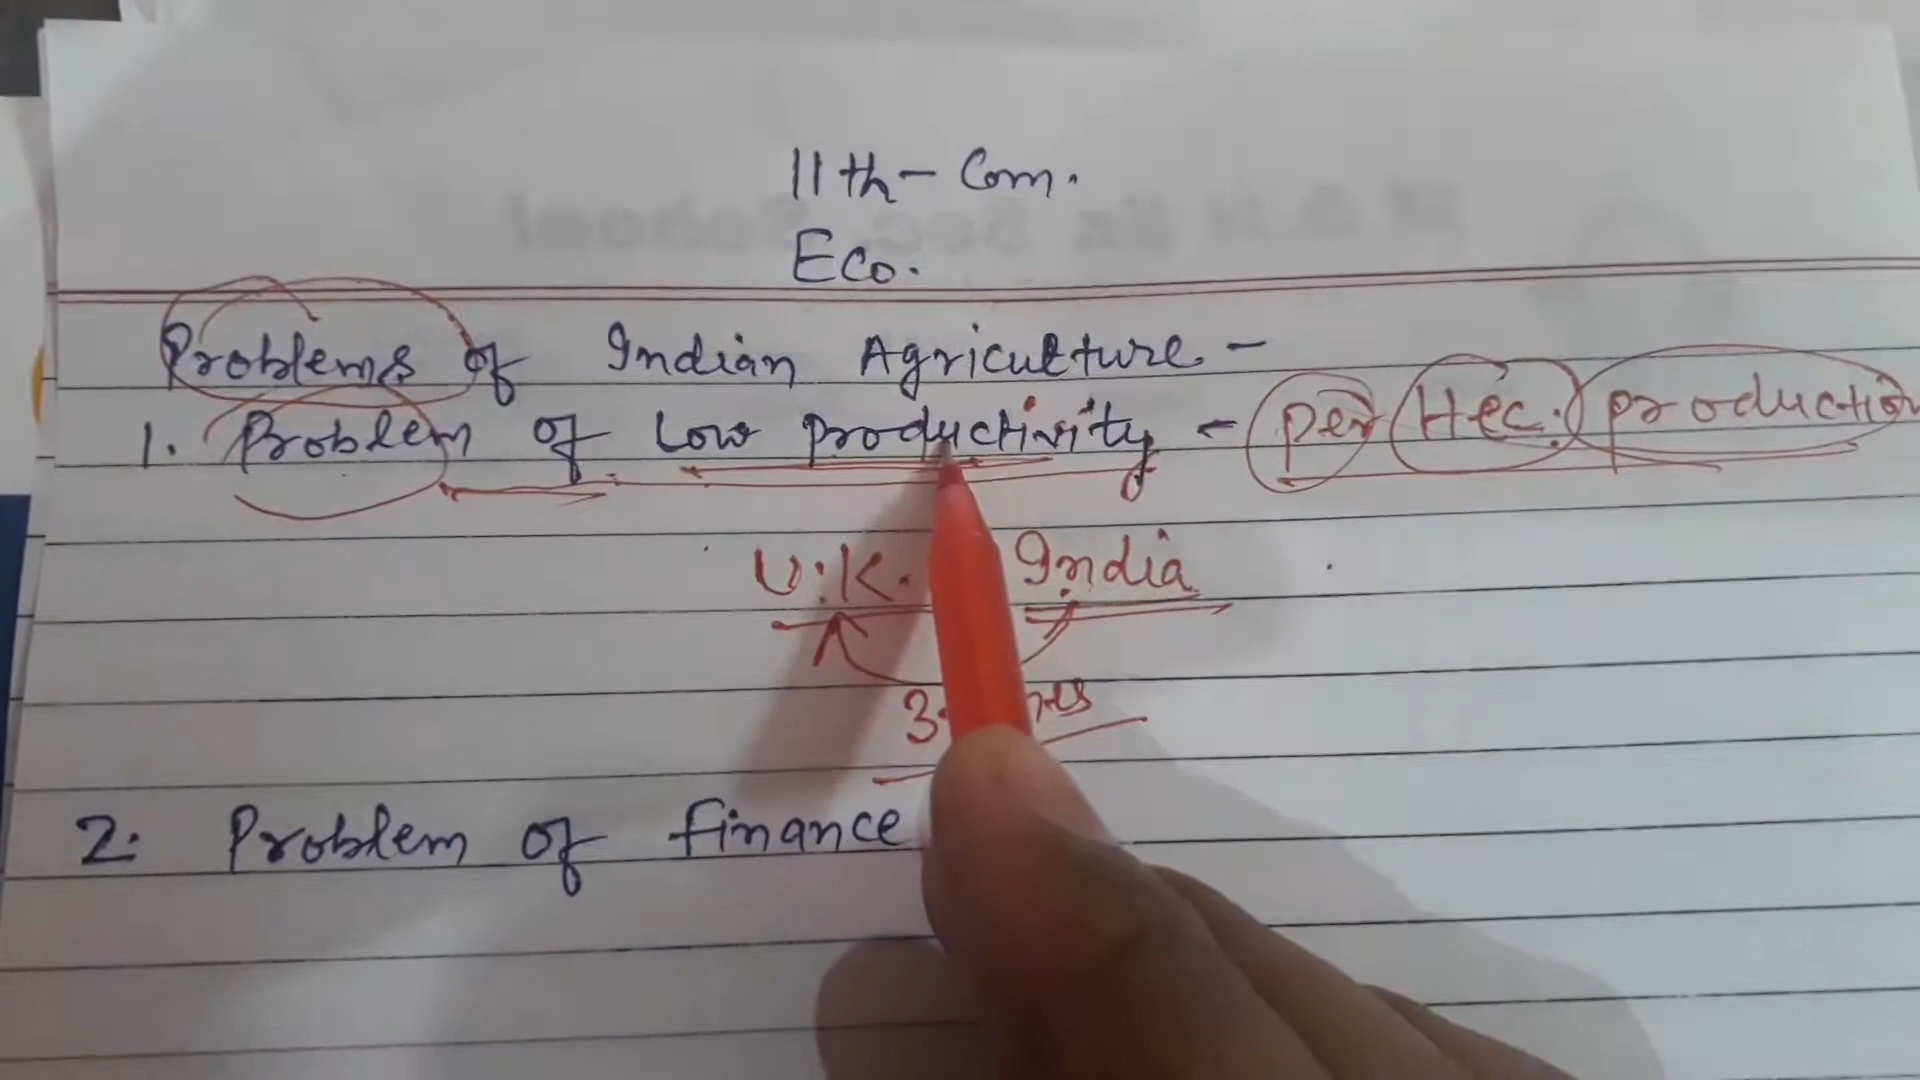 11th - Com.
Eco.
Problems of Indian Agriculture -
1. Problem of Low productivity - per Hec. production
U.K. India
3
2. Problem of finance